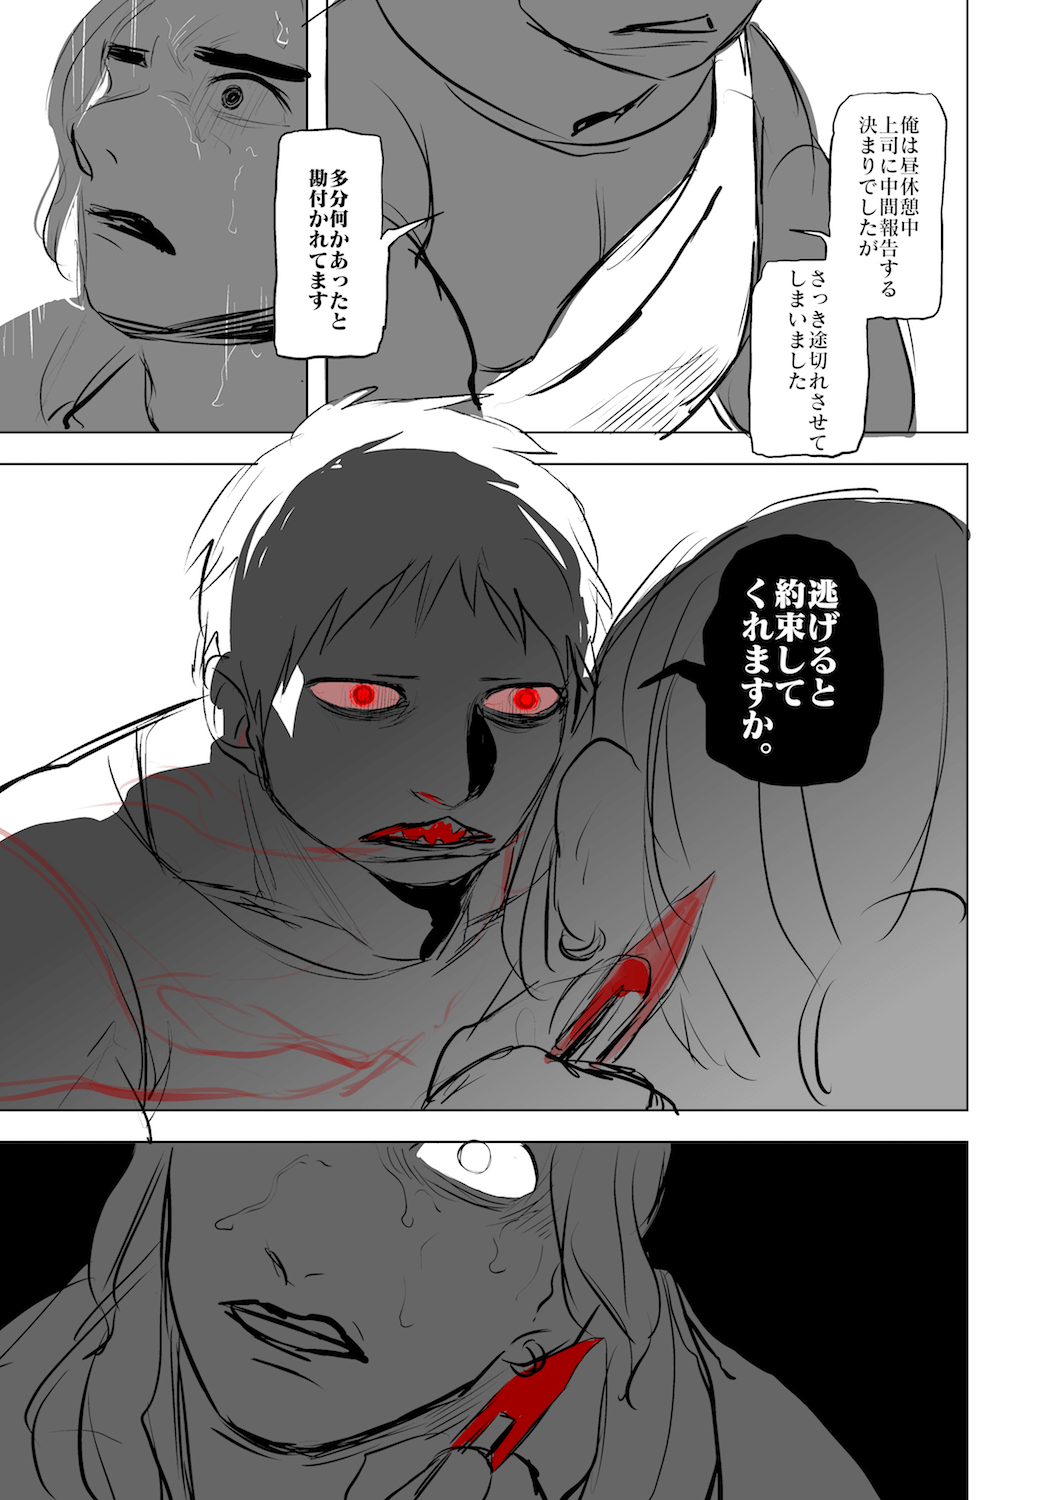 俺は昼休憩中
上司に中間報告する
決まりでしたが
さっき途切れさせて
しまいました
多分何かあったと
勘付かれてます
逃げると
約束して
くれますか。